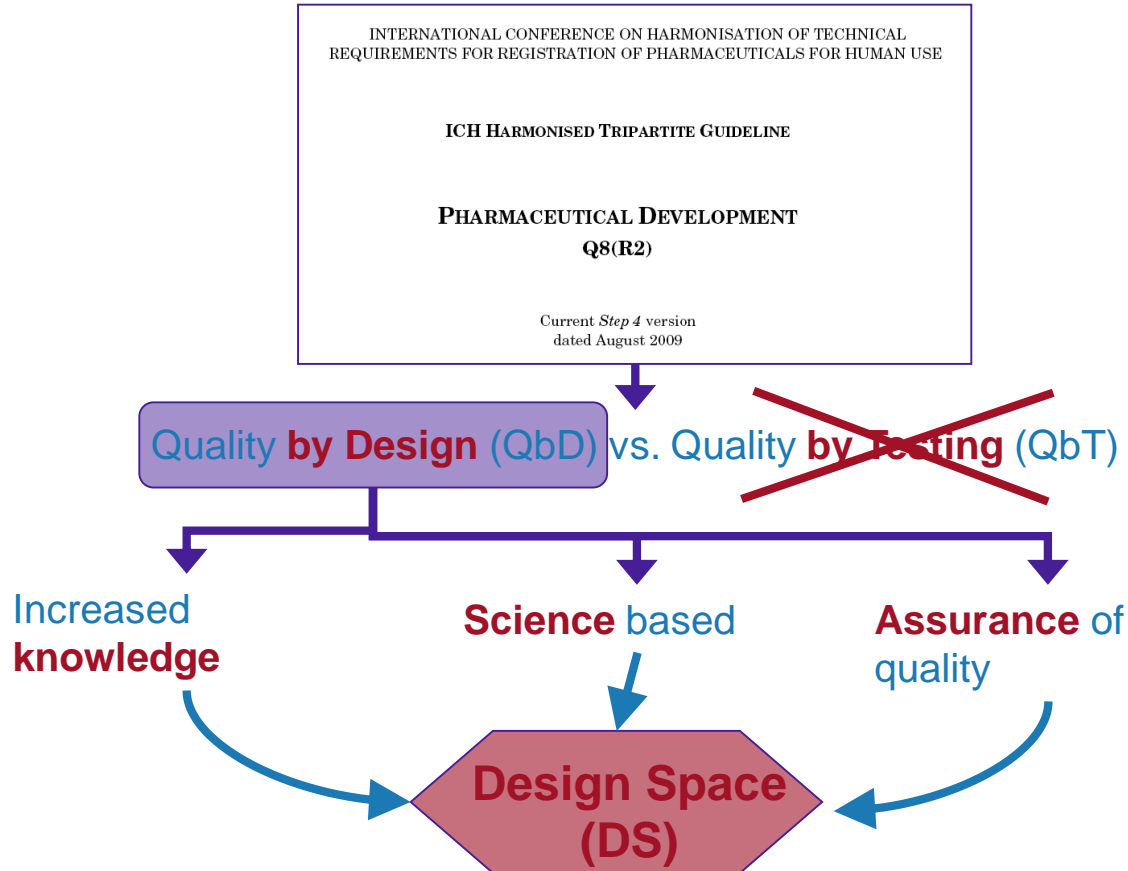 INTERNATIONAL CONFERENCE ON HARMONISATION OF TECHNICAL
REQUIREMENTS FOR REGISTRATION OF PHARMACEUTICALS FOR HUMAN USE
ICH HARMONISED TRIPARTITE GUIDELINE
PHARMACEUTICAL DEVELOPMENT
Q8(R2)
Current Step 4 version
dated August 2009
Quality by Design (QbD) vs. Quality by Testing (QbT)
Increased
knowledge
Science based
Assurance of
quality
Design Space
(DS)